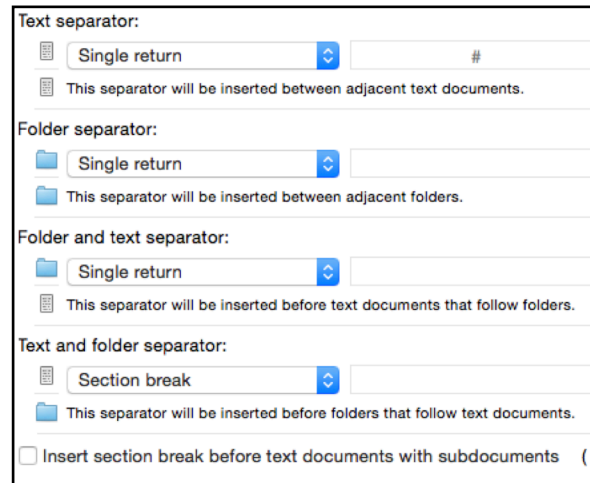 Text separator:
Single return #
This separator will be inserted between adjacent text documents.
Folder separator:
Single return
This separator will be inserted between adjacent folders.
Folder and text separator:
Single return
This separator will be inserted before text documents that follow folders.
Text and folder separator:
Section break
This separator will be inserted before folders that follow text documents.
Insert section break before text documents with subdocuments (